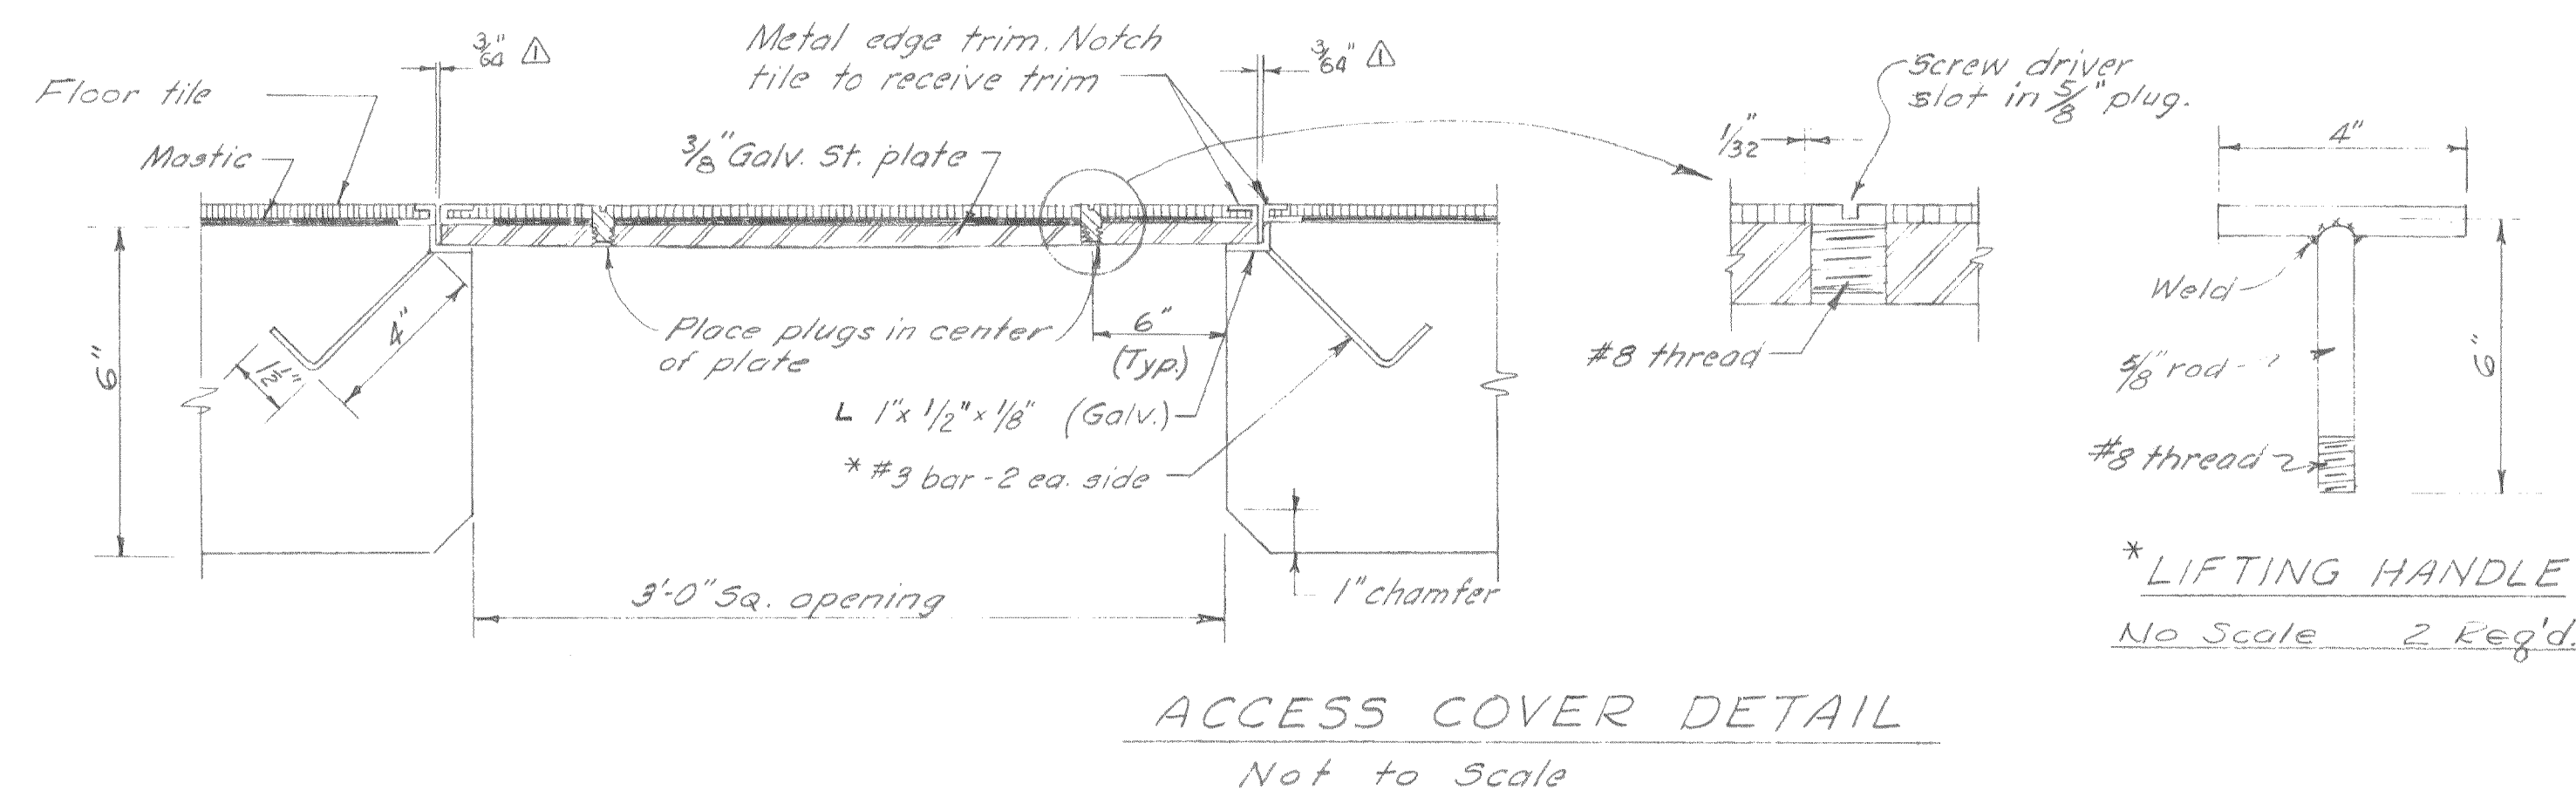 3/64" 1
Metal edge trim. Notch
tile to receive trim
3/64" 1
Screw driver
slot in 5/8" plug.
Floor tile
Mastic
3/8" Galv. St. plate
1/32"
4"
Weld
4"
Place plugs in center
of plate
6"
(Typ.)
#8 thread
6"
1½"
5/8" rod
6"
L 1"x 1/2"x 1/8" (Galv.)
* #3 bar-2 ea. side
#8 thread
3'-0" Sq. opening
1" chamfer
* LIFTING HANDLE
No Scale 2 Req'd.
ACCESS COVER DETAIL
Not to Scale